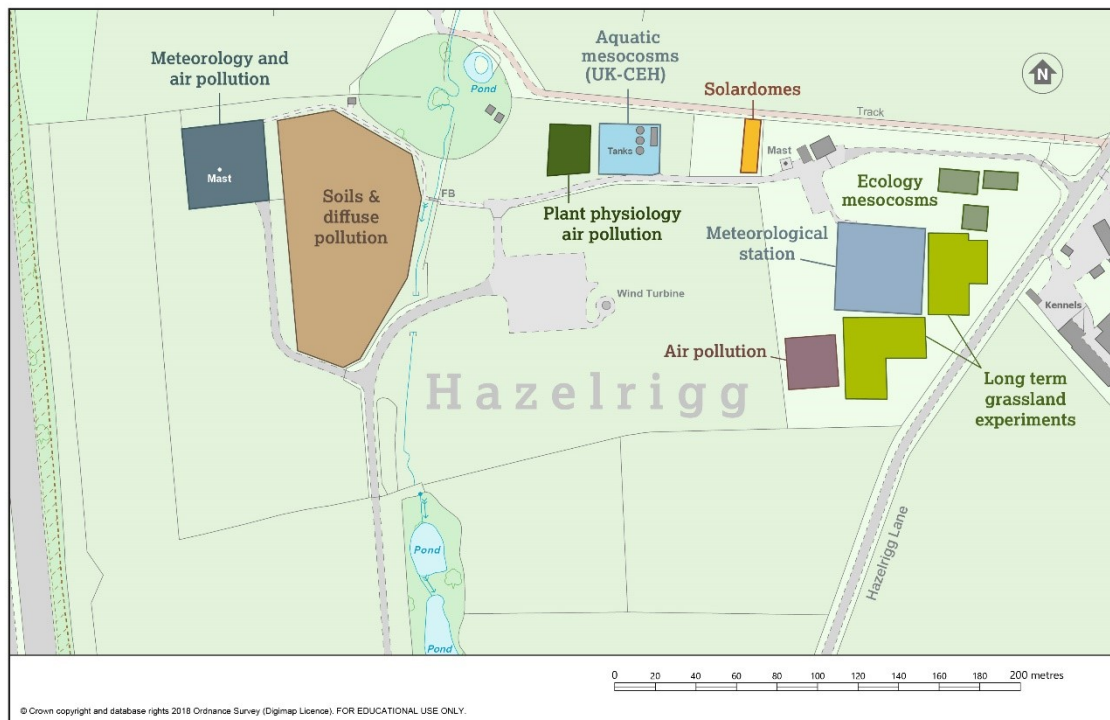 Meteorology and
air pollution
Aquatic
mesocosms
(UK-CEH)
Solardomes
N
Pond
Track
Tanks
Mast
Mast
Soils &
diffuse
pollution
FB
Plant physiology
air pollution
Ecology
mesocosms
Meteorological
station
Wind Turbine
Kennels
Air pollution
Hazelrigg
Long term
grassland
experiments
Hazelrigg Lane
Pond
Pond
0 20 40 60 80 100 120 140 160 180 200 metres
© Crown copyright and database rights 2018 Ordnance Survey (Digimap Licence). FOR EDUCATIONAL USE ONLY.